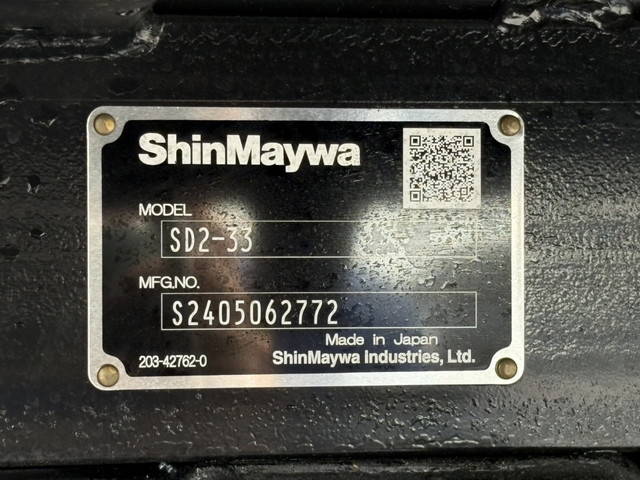 ShinMaywa
MODEL
SD2-33
MFG.NO.
S2405062772
Made in Japan
203-42762-0
ShinMaywa Industries, Ltd.